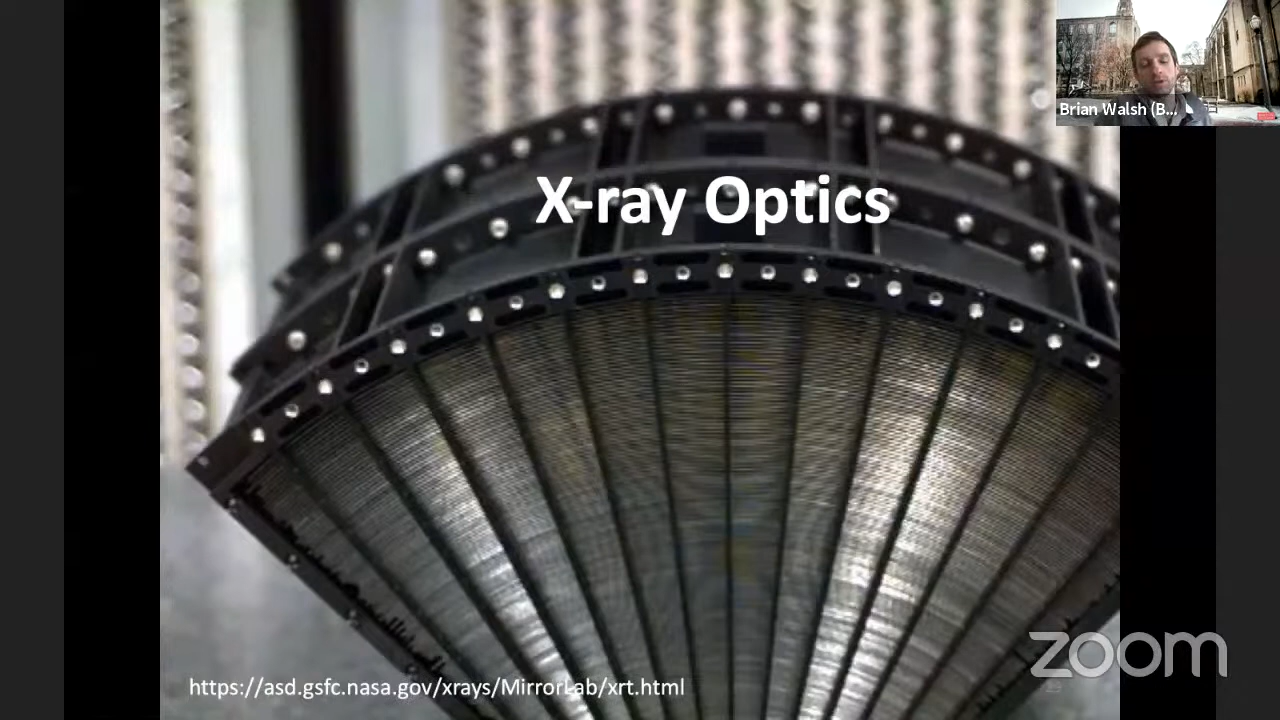 X-ray Optics
Brian Walsh (B...
https://asd.gsfc.nasa.gov/xrays/MirrorLab/xrt.html
zoom